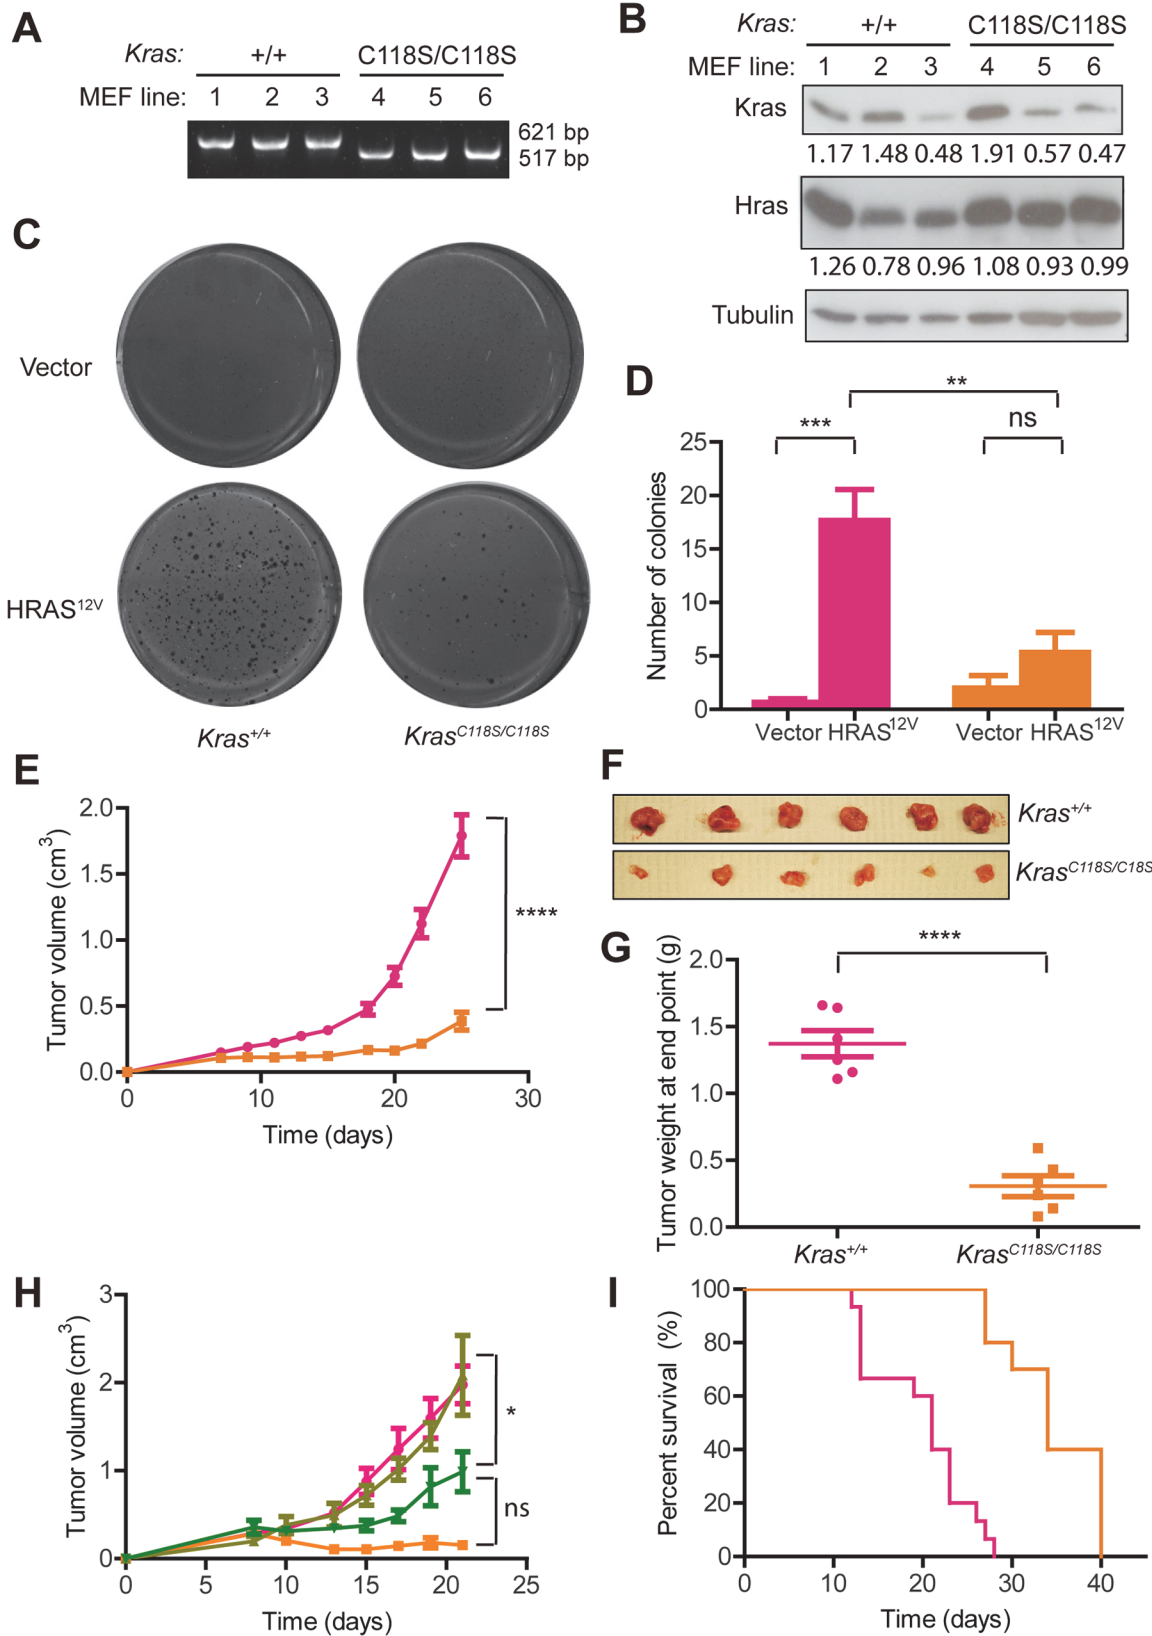 A
Kras: +/+ C118S/C118S
MEF line: 1 2 3 4 5 6
621 bp
517 bp
B
Kras: +/+ C118S/C118S
MEF line: 1 2 3 4 5 6
Kras
1.17 1.48 0.48 1.91 0.57 0.47
Hras
1.26 0.78 0.96 1.08 0.93 0.99
Tubulin
C
Vector
HRAS12V
Kras+/+ KrasC118S/C118S
D
**
*** ns
25
20
15
10
5
0
Number of colonies
Vector HRAS12V Vector HRAS12V
E
2.0
1.5
1.0
0.5
0.0
Tumor volume (cm3)
****
0 10 20 30
Time (days)
F
Kras+/+
KrasC118S/C18S
G
****
2.0
1.5
1.0
0.5
0.0
Tumor weight at end point (g)
Kras+/+ KrasC118S/C118S
H
3
2
1
0
Tumor volume (cm3)
*
ns
0 5 10 15 20 25
Time (days)
I
100
80
60
40
20
0
Percent survival (%)
0 10 20 30 40
Time (days)